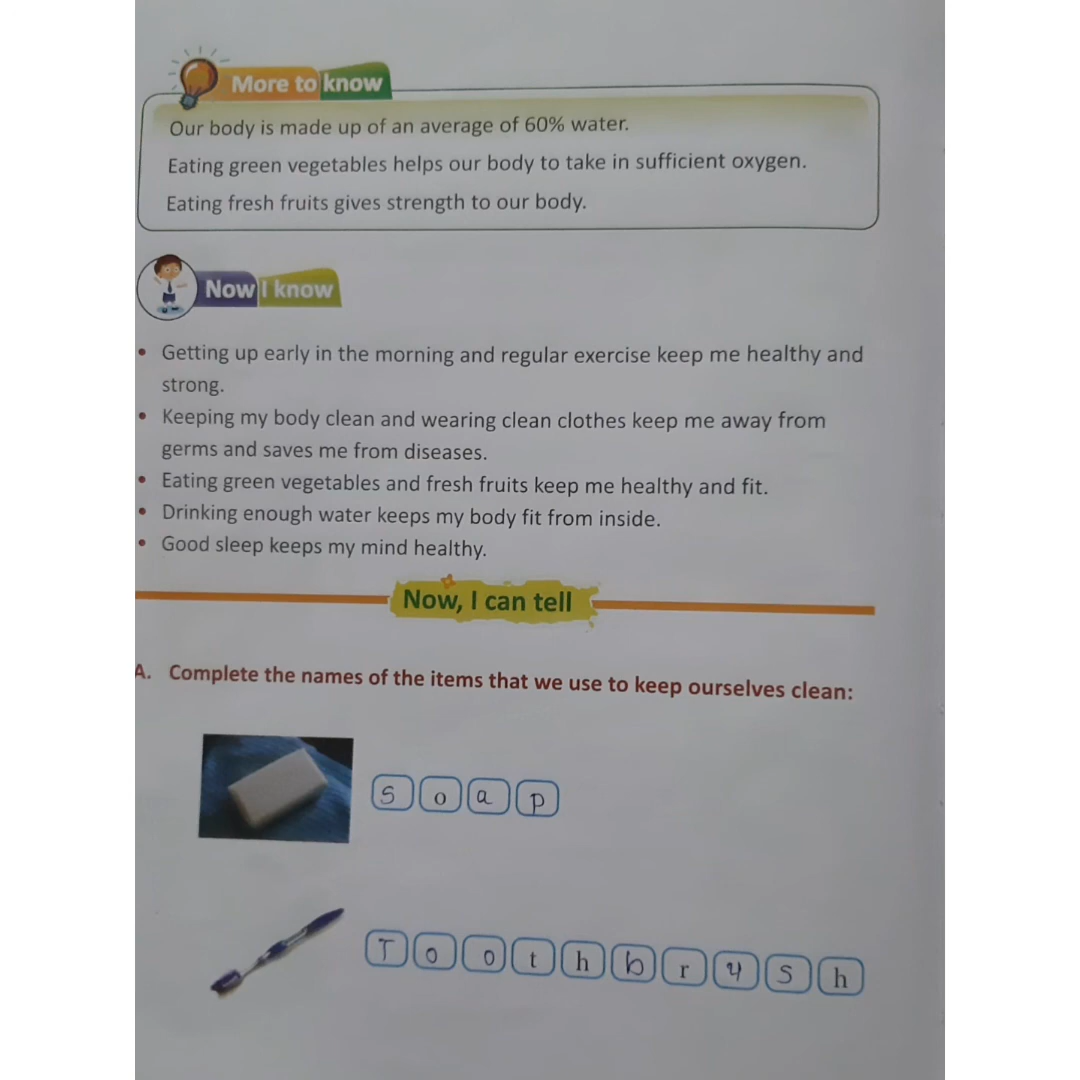 More to know
Our body is made up of an average of 60% water.
Eating green vegetables helps our body to take in sufficient oxygen.
Eating fresh fruits gives strength to our body.
Now I know
• Getting up early in the morning and regular exercise keep me healthy and
strong.
• Keeping my body clean and wearing clean clothes keep me away from
germs and saves me from diseases.
• Eating green vegetables and fresh fruits keep me healthy and fit.
• Drinking enough water keeps my body fit from inside.
• Good sleep keeps my mind healthy.
Now, I can tell
A. Complete the names of the items that we use to keep ourselves clean:
s o a p
T o o t h b r u s h